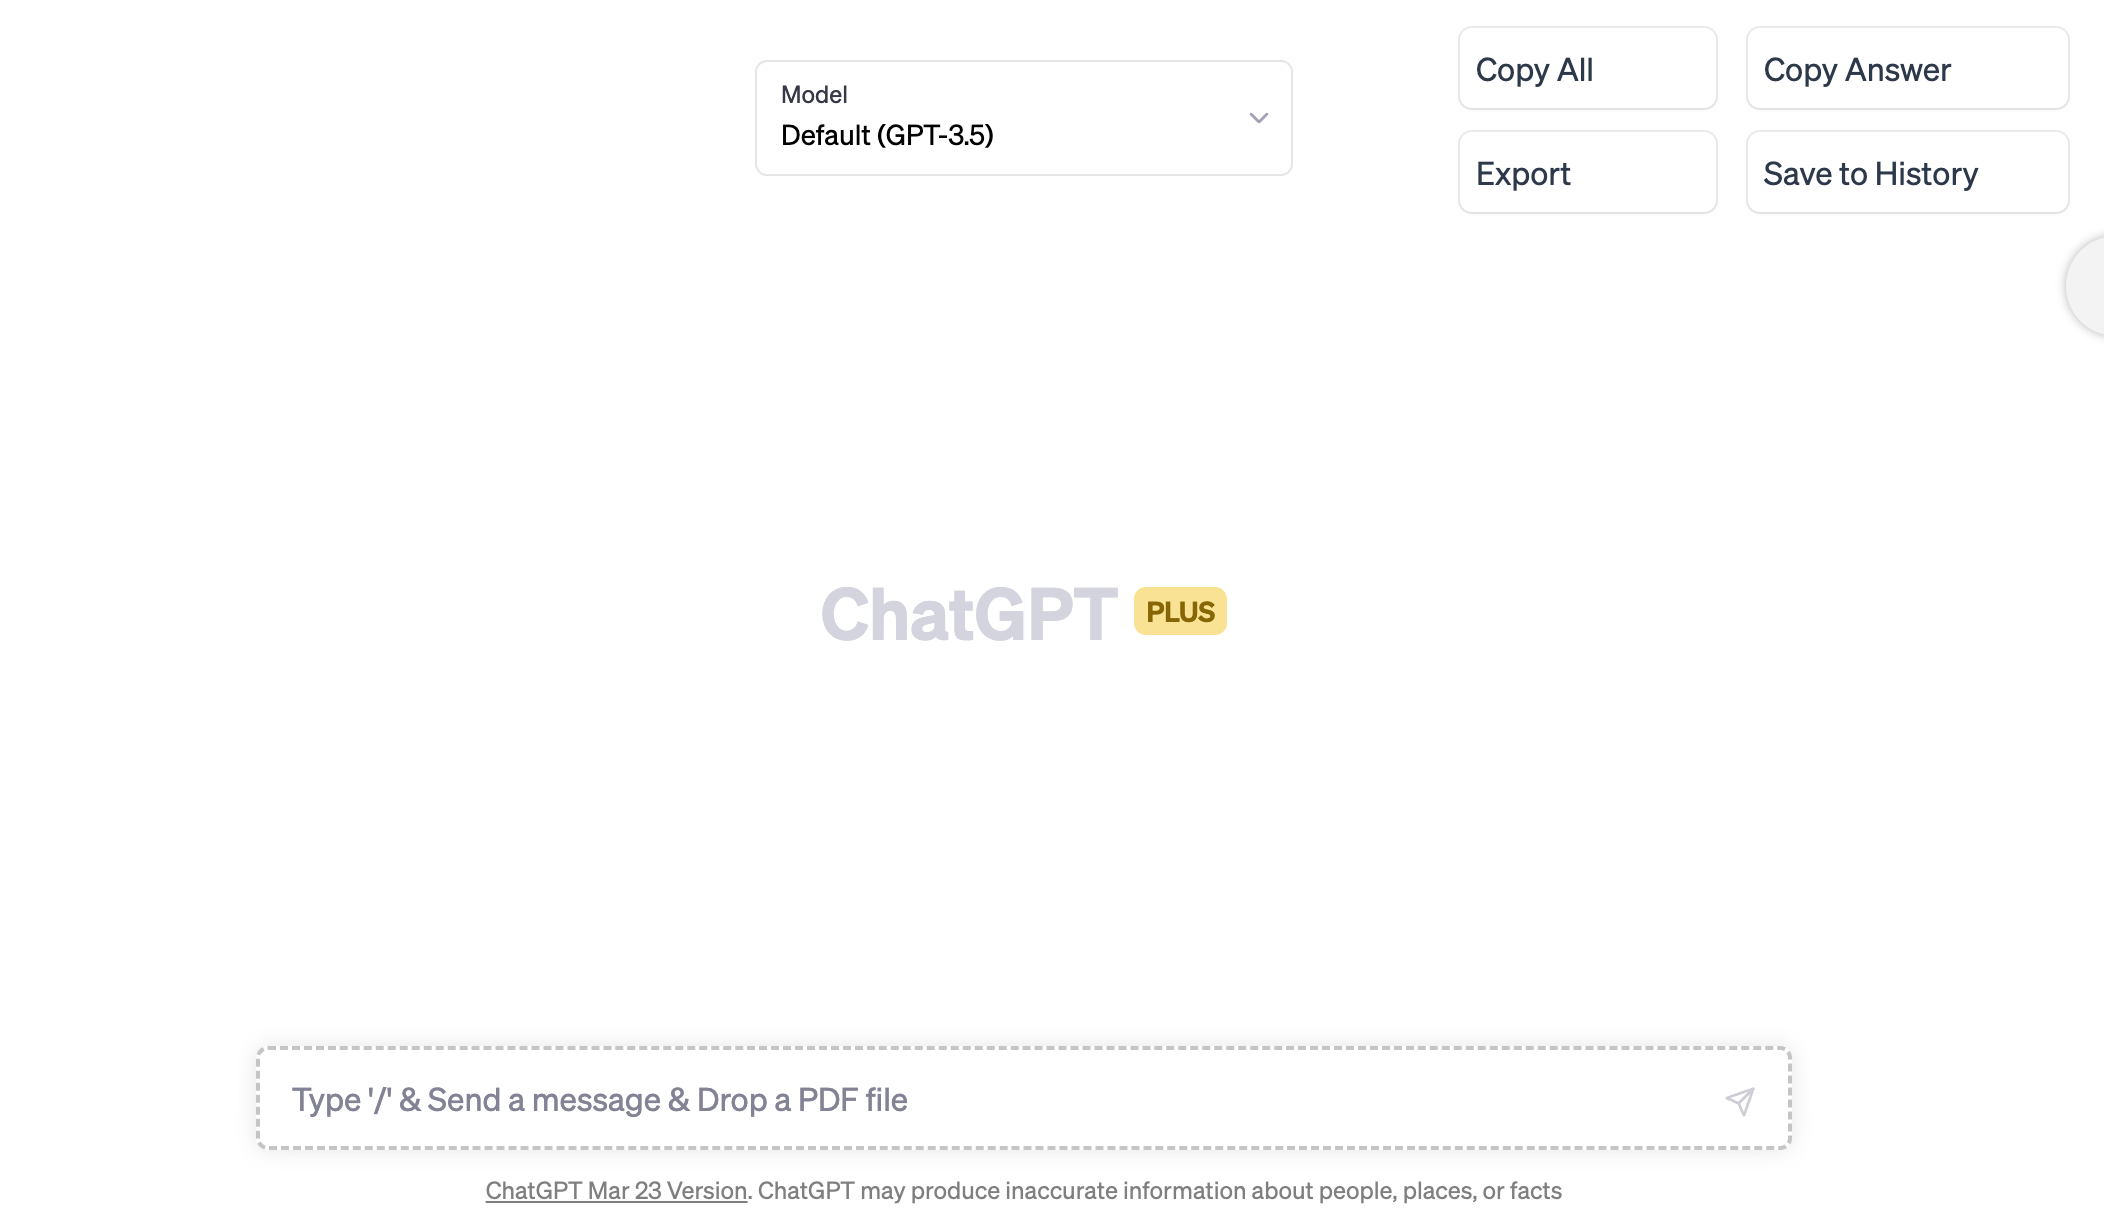 Model
Default (GPT-3.5)
Copy All
Copy Answer
Export
Save to History
ChatGPT PLUS
Type '/' & Send a message & Drop a PDF file
ChatGPT Mar 23 Version. ChatGPT may produce inaccurate information about people, places, or facts